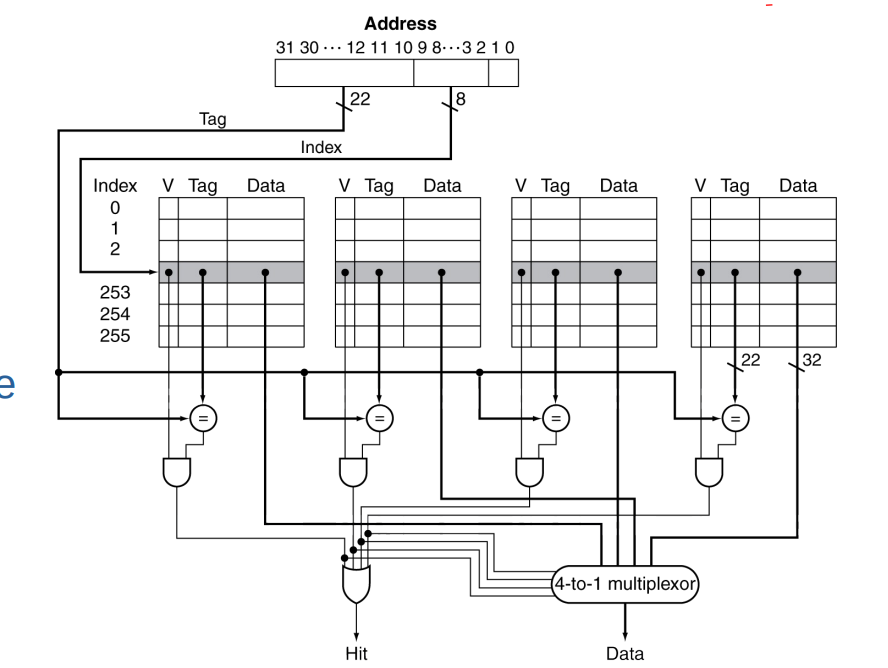 Address
31 30 ··· 12 11 10 9 8···3 2 1 0
22
8
Tag
Index
Index V Tag Data V Tag Data V Tag Data V Tag Data
0
1
2
253
254
255
22 32
e
= = = =
4-to-1 multiplexor
Hit Data